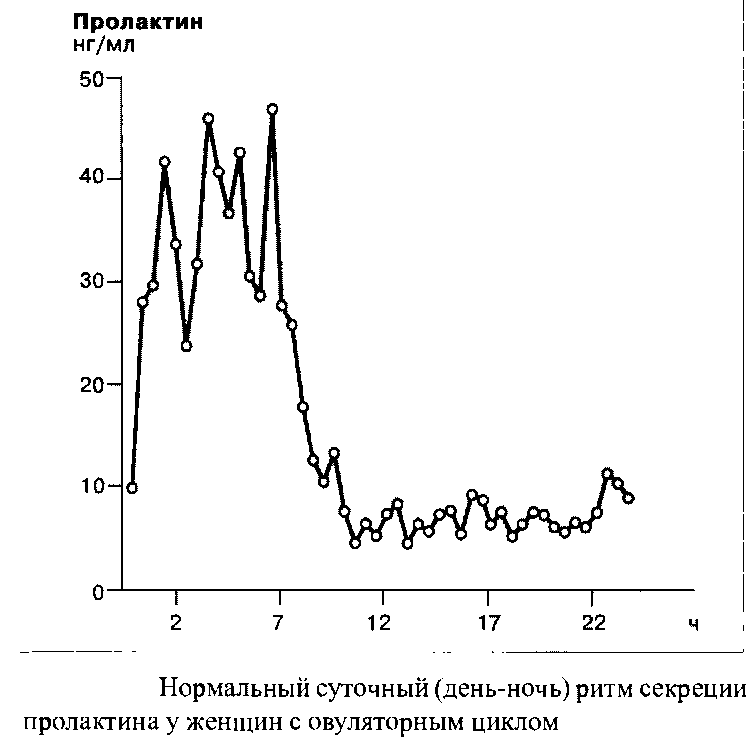 Пролактин
нг/мл
50
40
30
20
10
0
2 7 12 17 22 ч
Нормальный суточный (день-ночь) ритм секреции
пролактина у женщин с овуляторным циклом